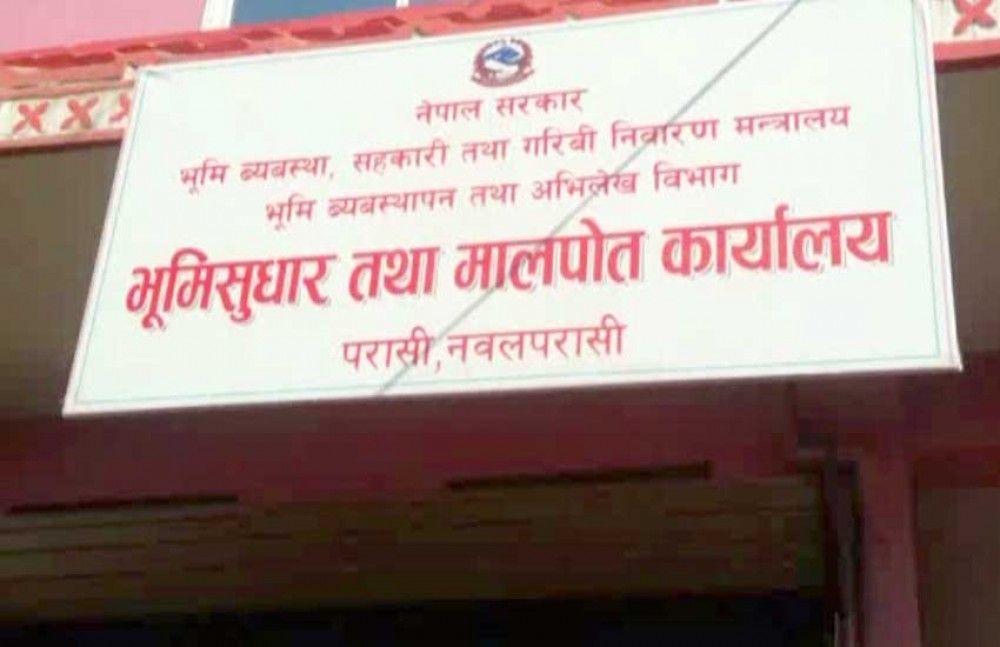 नेपाल सरकार
भूमि ब्यबस्था, सहकारी तथा गरिबी निवारण मन्त्रालय
भूमि ब्यबस्थापन तथा अभिलेख विभाग
भूमिसुधार तथा मालपोत कार्यालय
परासी,नवलपरासी